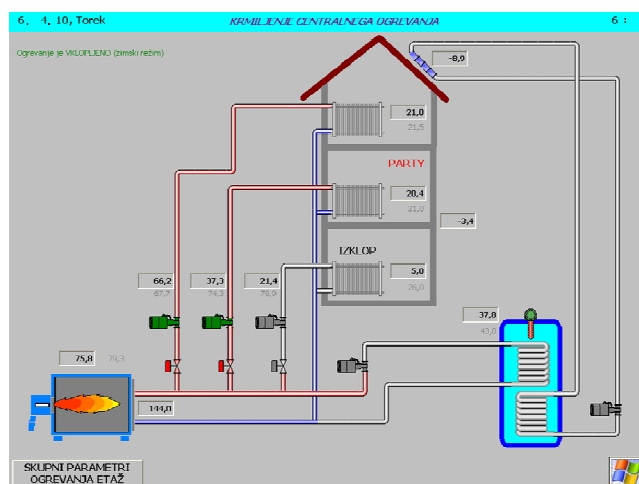 6. 4. 10, Torek
KRMILJENJE CENTRALNEGA OGREVANJA
6 :
Ogrevanje je VKLOPLJENO (zimski režim)
-8,9
21,0
21,5
PARTY
20,4
21,0
-3,4
IZKLOP
5,0
26,0
66,2
37,3
21,4
67,7
74,3
78,9
37,0
43,0
75,8
79,3
144,0
SKUPNI PARAMETRI
OGREVANJA ETAŽ